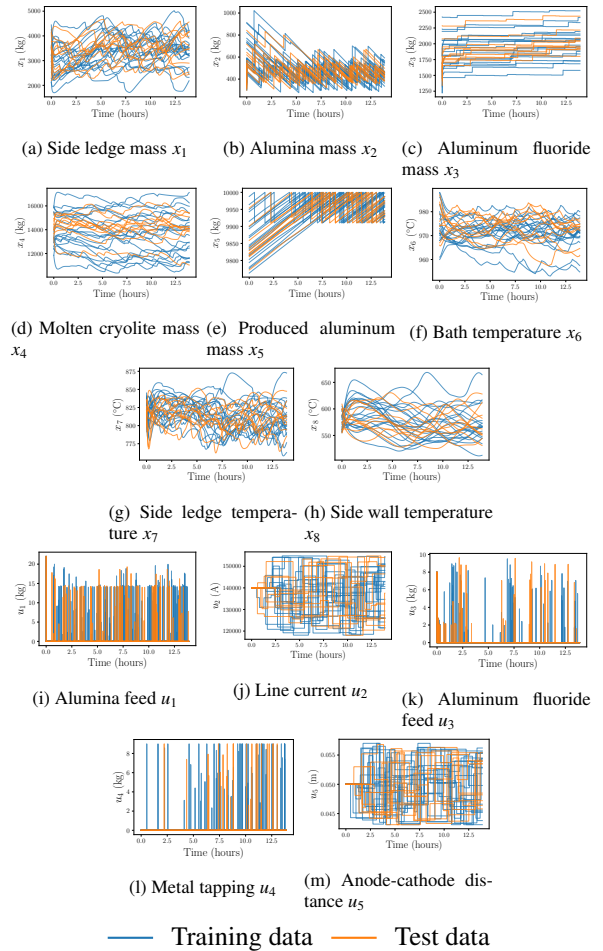 5000
4000
3000
2000
x1 (kg)
0.0 2.5 5.0 7.5 10.0 12.5
Time (hours)
1000
800
600
400
x2 (kg)
0.0 2.5 5.0 7.5 10.0 12.5
Time (hours)
2500
2250
2000
1750
1500
1250
x3 (kg)
0.0 2.5 5.0 7.5 10.0 12.5
Time (hours)
(a) Side ledge mass x1
(b) Alumina mass x2
(c) Aluminum fluoride
mass x3
16000
14000
12000
x4 (kg)
0.0 2.5 5.0 7.5 10.0 12.5
Time (hours)
10000
9950
9900
9850
9800
x5 (kg)
0.0 2.5 5.0 7.5 10.0 12.5
Time (hours)
980
970
960
x6 (°C)
0.0 2.5 5.0 7.5 10.0 12.5
Time (hours)
(d) Molten cryolite mass
x4
(e) Produced aluminum
mass x5
(f) Bath temperature x6
875
850
825
800
775
x7 (°C)
0.0 2.5 5.0 7.5 10.0 12.5
Time (hours)
650
600
550
x8 (°C)
0.0 2.5 5.0 7.5 10.0 12.5
Time (hours)
(g) Side ledge tempera-
ture x7
(h) Side wall temperature
x8
20
15
10
5
0
u1 (kg)
0.0 2.5 5.0 7.5 10.0 12.5
Time (hours)
150000
140000
130000
120000
u2 (A)
0.0 2.5 5.0 7.5 10.0 12.5
Time (hours)
8
6
4
2
0
u3 (kg)
0.0 2.5 5.0 7.5 10.0 12.5
Time (hours)
(i) Alumina feed u1
(j) Line current u2
(k) Aluminum fluoride
feed u3
8
6
4
2
0
u4 (kg)
0.0 2.5 5.0 7.5 10.0 12.5
Time (hours)
0.055
0.050
0.045
u5 (m)
0.0 2.5 5.0 7.5 10.0 12.5
Time (hours)
(l) Metal tapping u4
(m) Anode-cathode dis-
tance u5
Training data
Test data